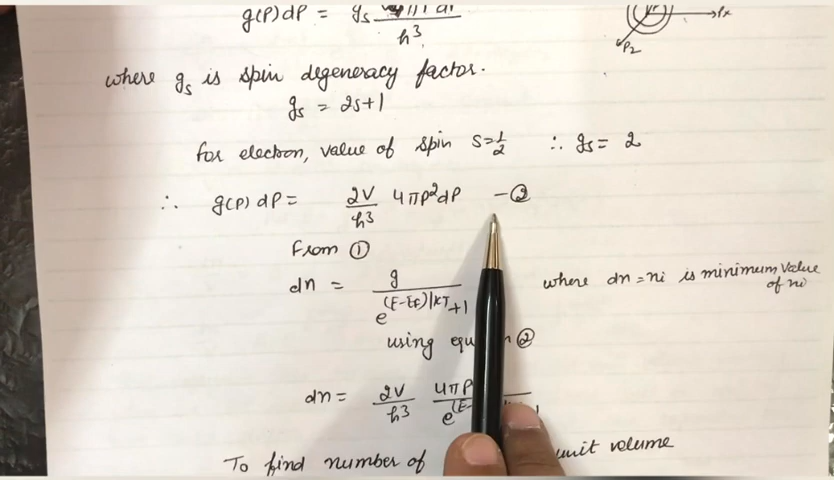 g(P)dP = gs
h³
Px
P2
where gs is spin degeneracy factor.
gs = 2s+1
For electron, value of spin s=1/2 ∴ gs = 2
∴ g(P) dP = 2V/h³ 4πP²dP —②
From ①
dn = g/(e^(E-EF)|KT +1) where dn=ni is minimum value
of ni
using ②
dn = 2V/h³ 4πP
To find number of unit volume